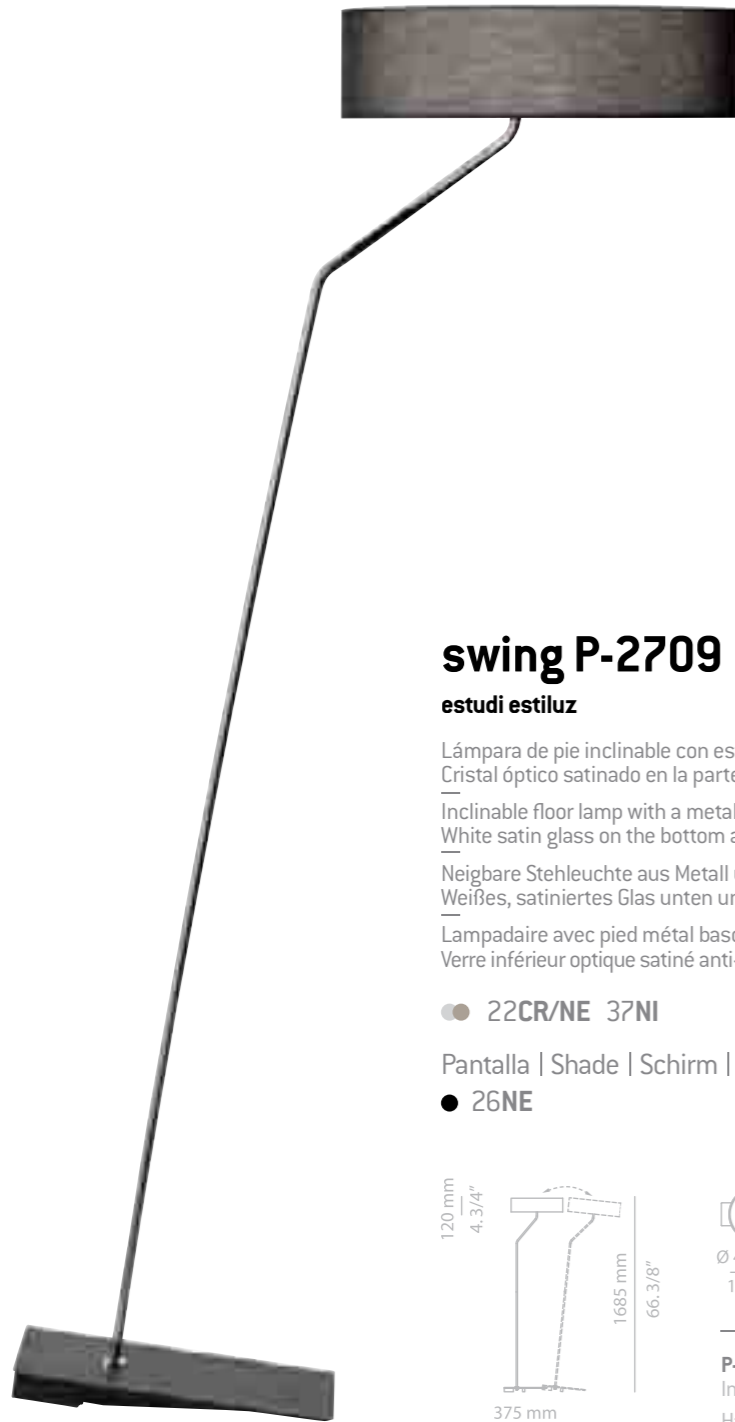 swing P-2709
estudi estiluz
Lámpara de pie inclinable con
Cristal óptico satinado en la parte
Inclinable floor lamp with a metal
White satin glass on the bottom
Neigbare Stehleuchte aus Metall
Weißes, satiniertes Glas unten
Lampadaire avec pied métal
Verre inférieur optique satiné anti-
22CR/NE 37NI
Pantalla | Shade | Schirm |
26NE
120 mm
4.3/4"
1685 mm
66.3/8"
375 mm